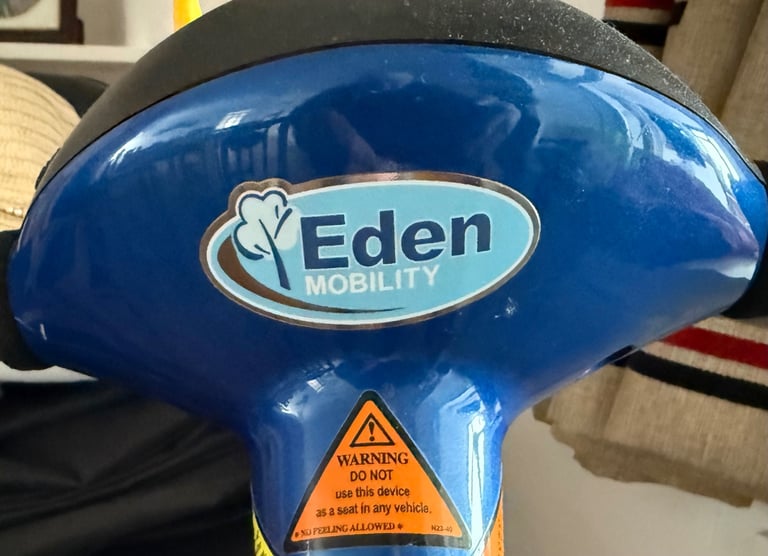 Eden
MOBILITY
WARNING
DO NOT
use this device
as a seat in any vehicle.
* NO PEELING ALLOWED *
N23-40